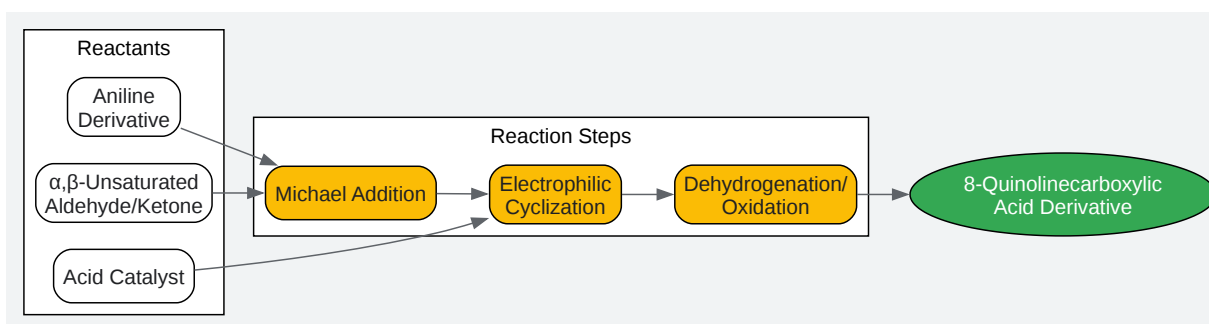 Reactants
Aniline
Derivative
α,β-Unsaturated
Aldehyde/Ketone
Acid Catalyst
Reaction Steps
Michael Addition
Electrophilic
Cyclization
Dehydrogenation/
Oxidation
8-Quinolinecarboxylic
Acid Derivative